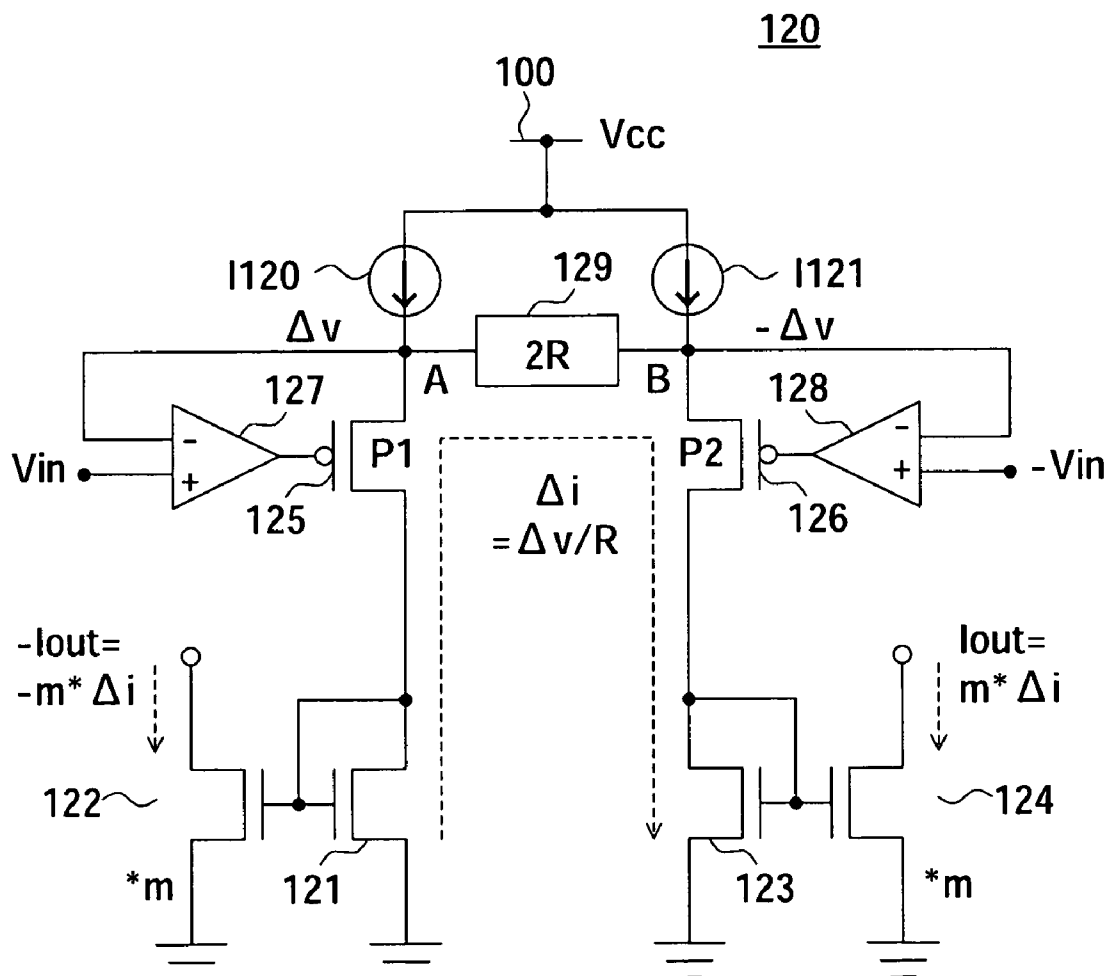 120
100
Vcc
I120
129
I121
Δv
-Δv
A
2R
B
127
128
-
+
Vin
P1
P2
-
+
-Vin
125
126
Δi
=Δv/R
-Iout=
-m*Δi
Iout=
m*Δi
122
124
121
123
*m
*m